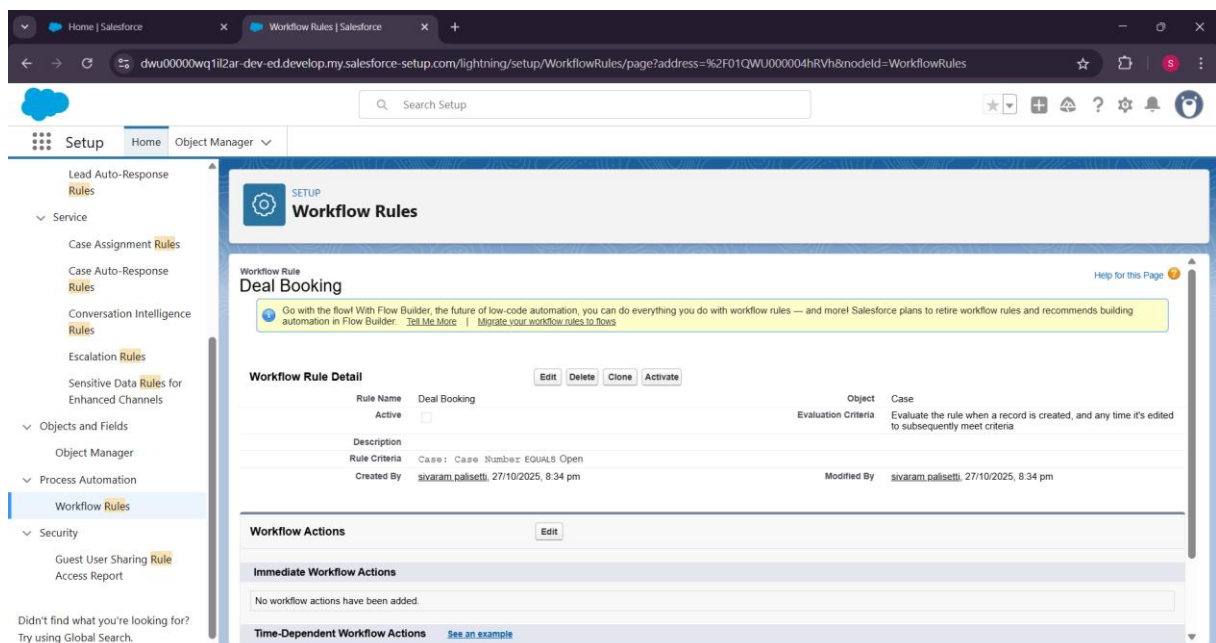 Home | Salesforce
Workflow Rules | Salesforce
dwu00000wq1il2ar-dev-ed.develop.my.salesforce-setup.com/lightning/setup/WorkflowRules/page?address=%2F01QWU000004hRVh&nodeId=WorkflowRules
S
Search Setup
Setup
Home
Object Manager
Lead Auto-Response
Rules
Service
Case Assignment Rules
Case Auto-Response
Rules
Conversation Intelligence
Rules
Escalation Rules
Sensitive Data Rules for
Enhanced Channels
Objects and Fields
Object Manager
Process Automation
Workflow Rules
Security
Guest User Sharing Rule
Access Report
Didn't find what you're looking for?
Try using Global Search.
SETUP
Workflow Rules
Workflow Rule
Deal Booking
Help for this Page
Go with the flow! With Flow Builder, the future of low-code automation, you can do everything you do with workflow rules — and more! Salesforce plans to retire workflow rules and recommends building
automation in Flow Builder. Tell Me More | Migrate your workflow rules to flows
Workflow Rule Detail
Edit Delete Clone Activate
Rule Name Deal Booking Object Case
Active Evaluation Criteria Evaluate the rule when a record is created, and any time it's edited
to subsequently meet criteria
Description
Rule Criteria Case: Case Number EQUALS Open
Created By sivaram palisetti, 27/10/2025, 8:34 pm Modified By sivaram palisetti, 27/10/2025, 8:34 pm
Workflow Actions Edit
Immediate Workflow Actions
No workflow actions have been added.
Time-Dependent Workflow Actions See an example